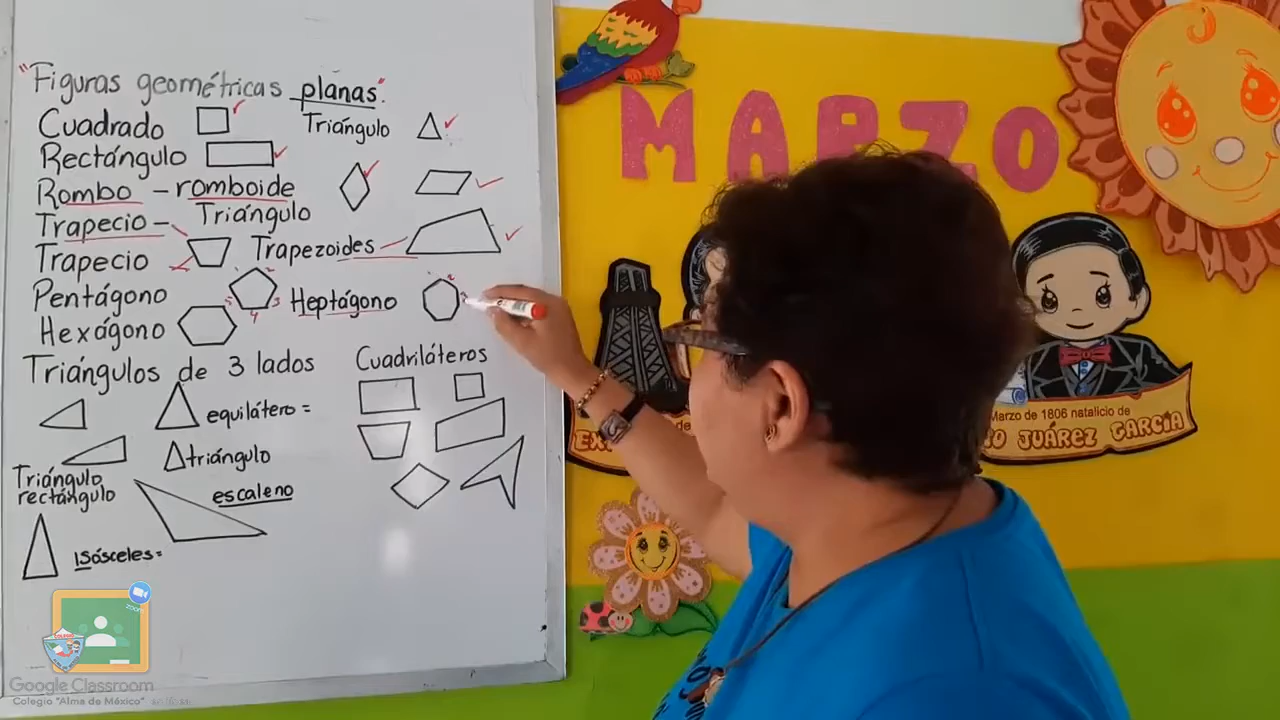 "Figuras geométricas planas".
Cuadrado Triángulo
Rectángulo
Rombo - romboide
Trapecio - Triángulo
Trapecio Trapezoides
Pentágono Heptágono
Hexágono
Triángulos de 3 lados Cuadriláteros
equilátero =
triángulo
Triángulo
rectángulo
escaleno
Isósceles=
MARZO
Marzo de 1806 natalicio de
JUÁREZ GARCÍA
zoom
COLEGIO
Google Classroom
Colegio "Alma de México"